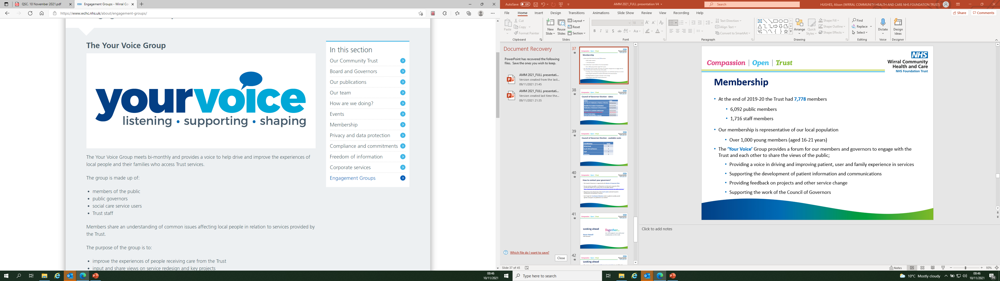 QSC. 10 November 2021.pdf
Engagement Groups - Wirral Co
https://www.wchc.nhs.uk/about/engagement-groups/
The Your Voice Group
yourvoice
listening • supporting • shaping
The Your Voice Group meets bi-monthly and provides a voice to help drive and improve the experiences of
local people and their families who access Trust services.
The group is made up of:
• members of the public
• public governors
• social care service users
• Trust staff
Members share an understanding of common issues affecting local people in relation to services provided by
the Trust.
The purpose of the group is to:
• improve the experiences of people receiving care from the Trust
• input and share views on service redesign and key projects
In this section
Our Community Trust
Board and Governors
Our publications
Our team
How are we doing?
Events
Membership
Privacy and data protection
Compliance and commitments
Freedom of information
Corporate services
Engagement Groups
08:46
10/11/2021
AutoSave Off
AMM 2021_FULL presentation V4
Search
HUGHES, Alison (WIRRAL COMMUNITY HEALTH AND CARE NHS FOUNDATION TRUST)
File Home Insert Design Transitions Animations Slide Show Review View Recording Help
Share Comments
Paste
Cut
Copy
Format Painter
Clipboard
New Slide
Reuse Slides
Layout
Reset
Section
Slides
18
Font
Text Direction
Align Text
Convert to SmartArt
Paragraph
Arrange
Quick Styles
Shape Fill
Shape Outline
Shape Effects
Drawing
Find
Replace
Select
Editing
Dictate
Voice
Design Ideas
Designer
Document Recovery
PowerPoint has recovered the following
files. Save the ones you wish to keep.
AMM 2021_FULL presentati...
Version created from the last...
09/11/2021 21:45
AMM 2021_FULL presentati...
Version created last time the...
09/11/2021 21:35
Which file do I want to save?
Close
37
Membership
38
Council of Governor Election - dates
39
Council of Governor Election - available seats
40
How to contact your governors?
41
Looking ahead
Together...
Karen Howell
42
Looking ahead
Compassion | Open | Trust
NHS
Wirral Community
Health and Care
NHS Foundation Trust
Membership
• At the end of 2019-20 the Trust had 7,778 members
• 6,092 public members
• 1,716 staff members
• Our membership is representative of our local population
• Over 1,000 young members (aged 16-21 years)
• The ‘Your Voice’ Group provides a forum for our members and governors to engage with the
Trust and each other to share the views of the public;
• Providing a voice in driving and improving patient, user and family experience in services
• Supporting the development of patient information and communications
• Providing feedback on projects and other service change
• Supporting the work of the Council of Governors
Click to add notes
Slide 37 of 45
Notes
93%
Type here to search
10°C Mostly cloudy
08:46
10/11/2021
36